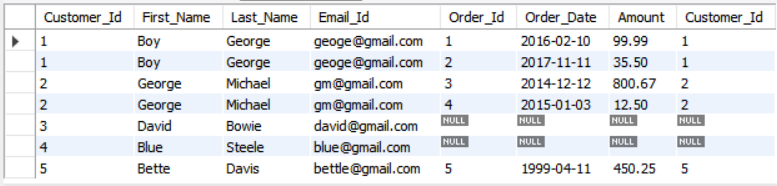 Customer_Id First_Name Last_Name Email_Id Order_Id Order_Date Amount Customer_Id
1 Boy George geoge@gmail.com 1 2016-02-10 99.99 1
1 Boy George geoge@gmail.com 2 2017-11-11 35.50 1
2 George Michael gm@gmail.com 3 2014-12-12 800.67 2
2 George Michael gm@gmail.com 4 2015-01-03 12.50 2
3 David Bowie david@gmail.com NULL NULL NULL NULL
4 Blue Steele blue@gmail.com NULL NULL NULL NULL
5 Bette Davis bettle@gmail.com 5 1999-04-11 450.25 5